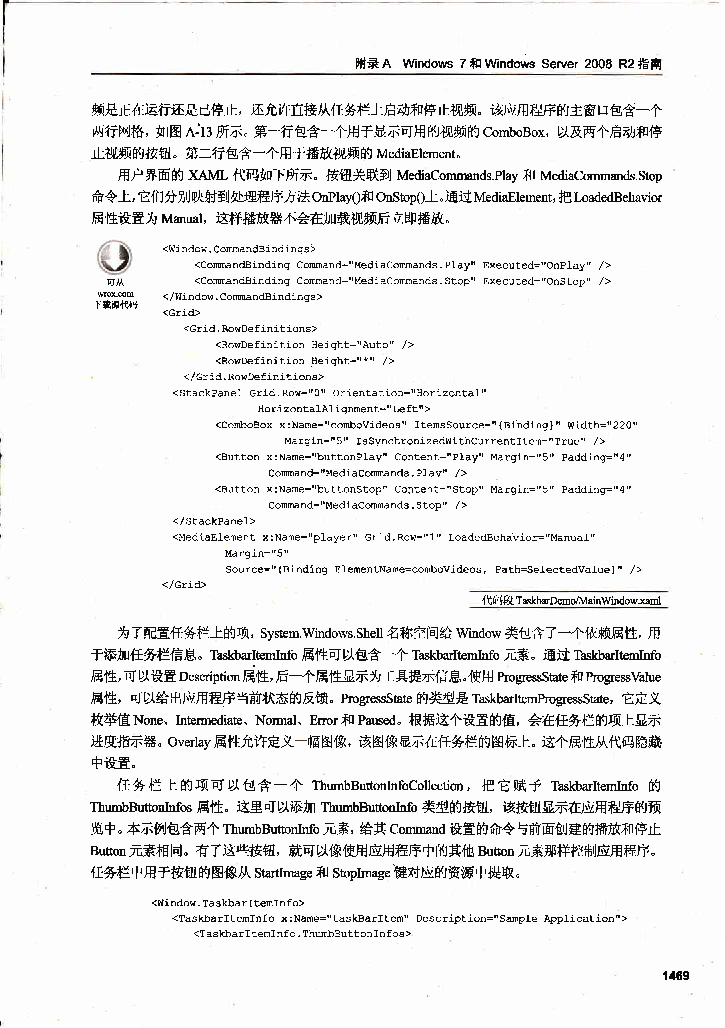 附录 A Windows 7 和 Windows Server 2008 R2 指南
频是正在运行还是已停止，还允许直接从任务栏上启动和停止视频。该应用程序的主窗口包含一个
两行网格，如图 A-13 所示。第一行包含一个用于显示可用的视频的 ComboBox，以及两个启动和停
止视频的按钮。第二行包含一个用于播放视频的 MediaElement。
用户界面的 XAML 代码如下所示。按钮关联到 MediaCommands.Play 和 MediaCommands.Stop
命令上，它们分别映射到处理程序方法 OnPlay()和 OnStop()上。通过 MediaElement，把 LoadedBehavior
属性设置为 Manual，这样播放器不会在加载视频后立即播放。
可从
wrox.com
下载源代码
<Window.CommandBindings>
<CommandBinding Command="MediaCommands.Play" Executed="OnPlay" />
<CommandBinding Command="MediaCommands.Stop" Executed="OnStop" />
</Window.CommandBindings>
<Grid>
<Grid.RowDefinitions>
<RowDefinition Height="Auto" />
<RowDefinition Height="*" />
</Grid.RowDefinitions>
<StackPanel Grid.Row="0" Orientation="Horizontal"
HorizontalAlignment="Left">
<ComboBox x:Name="comboVideos" ItemsSource="{Binding}" Width="220"
Margin="5" IsSynchronizedWithCurrentItem="True" />
<Button x:Name="buttonPlay" Content="Play" Margin="5" Padding="4"
Command="MediaCommands.Play" />
<Button x:Name="buttonStop" Content="Stop" Margin="5" Padding="4"
Command="MediaCommands.Stop" />
</StackPanel>
<MediaElement x:Name="player" Grid.Row="1" LoadedBehavior="Manual"
Margin="5"
Source="{Binding ElementName=comboVideos, Path=SelectedValue}" />
</Grid>
代码段 TaskbarDemo/MainWindow.xaml
为了配置任务栏上的项，System.Windows.Shell 名称空间给 Window 类包含了一个依赖属性，用
于添加任务栏信息。TaskbarItemInfo 属性可以包含一个 TaskbarItemInfo 元素。通过 TaskbarItemInfo
属性，可以设置 Description 属性，后一个属性显示为工具提示信息。使用 ProgressState 和 ProgressValue
属性，可以给出应用程序当前状态的反馈。ProgressState 的类型是 TaskbarItemProgressState，它定义
枚举值 None、Intermediate、Normal、Error 和 Paused。根据这个设置的值，会在任务栏的项上显示
进度指示器。Overlay 属性允许定义一幅图像，该图像显示在任务栏的图标上。这个属性从代码隐藏
中设置。
任务栏上的项可以包含一个 ThumbButtonInfoCollection，把它赋予 TaskbarItemInfo 的
ThumbButtonInfos 属性。这里可以添加 ThumbButtonInfo 类型的按钮，该按钮显示在应用程序的预
览中。本示例包含两个 ThumbButtonInfo 元素，给其 Command 设置的命令与前面创建的播放和停止
Button 元素相同。有了这些按钮，就可以像使用应用程序中的其他 Button 元素那样控制应用程序。
任务栏中用于按钮的图像从 StartImage 和 StopImage 键对应的资源中提取。
<Window.TaskbarItemInfo>
<TaskbarItemInfo x:Name="taskBarItem" Description="Sample Application">
<TaskbarItemInfo.ThumbButtonInfos>
1469